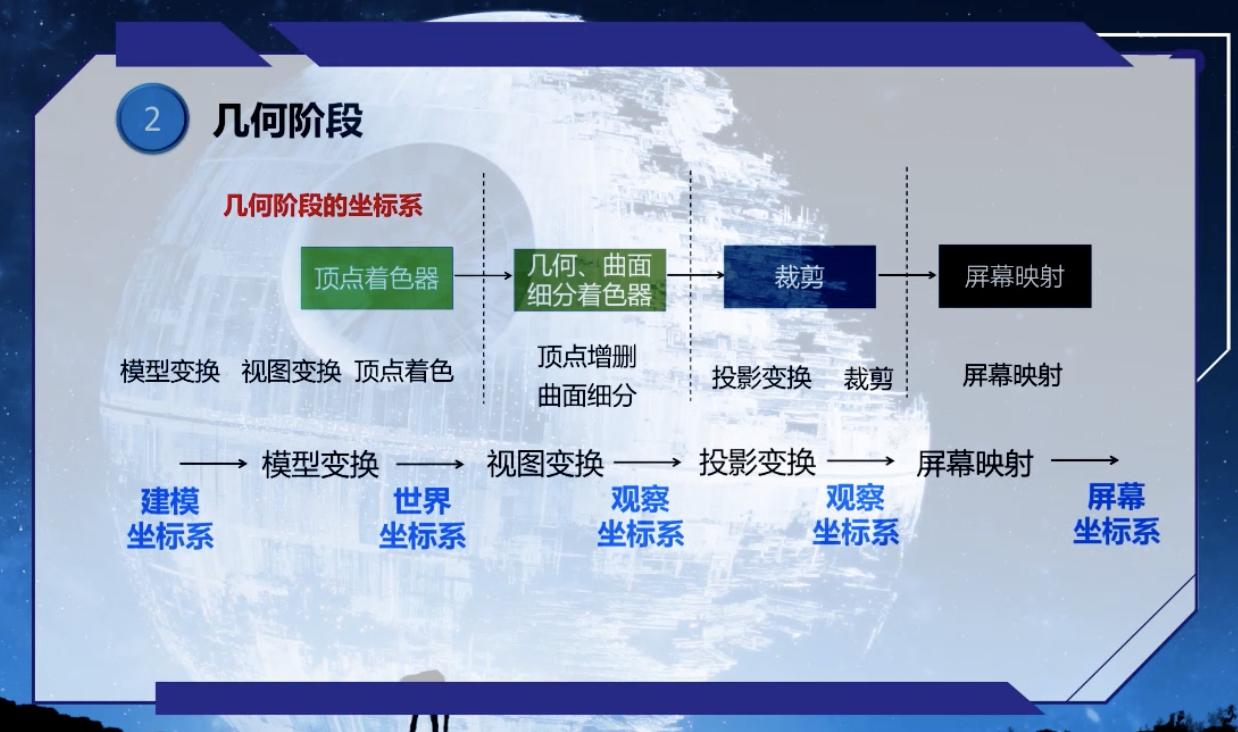 2
几何阶段
几何阶段的坐标系
顶点着色器
几何、曲面
细分着色器
裁剪
屏幕映射
模型变换 视图变换 顶点着色
顶点增删
曲面细分
投影变换 裁剪
屏幕映射
模型变换 视图变换 投影变换 屏幕映射
建模
坐标系
世界
坐标系
观察
坐标系
观察
坐标系
屏幕
坐标系